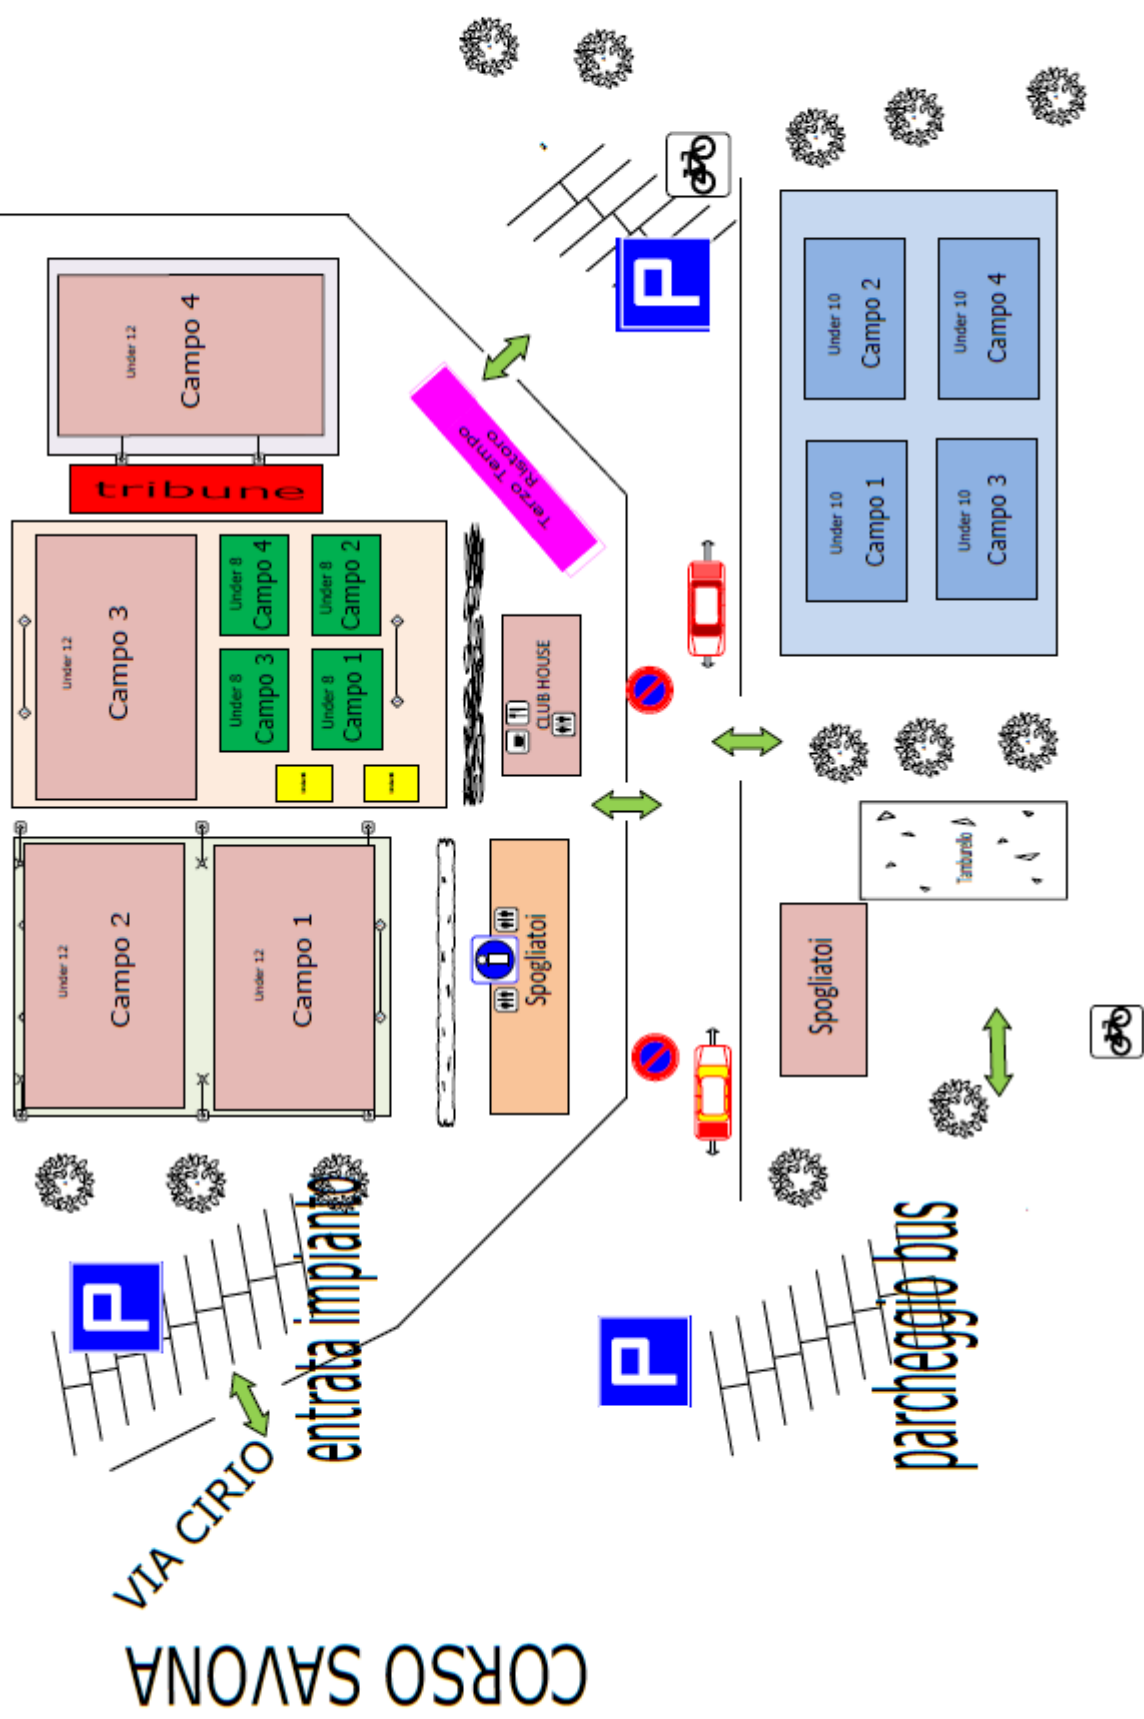 Under 12
Campo 4
tribune
Under 12
Campo 3
Under 8
Campo 4
Under 8
Campo 2
Under 8
Campo 3
Under 8
Campo 1
Terzo Tempo
Ristoro
CLUB HOUSE
P
Under 10
Campo 2
Under 10
Campo 4
Under 10
Campo 1
Under 10
Campo 3
Under 12
Campo 2
Under 12
Campo 1
i
Spogliatoi
Tamburello
Spogliatoi
P
entrata impianto
P
parcheggio bus
VIA CIRIO
CORSO SAVONA